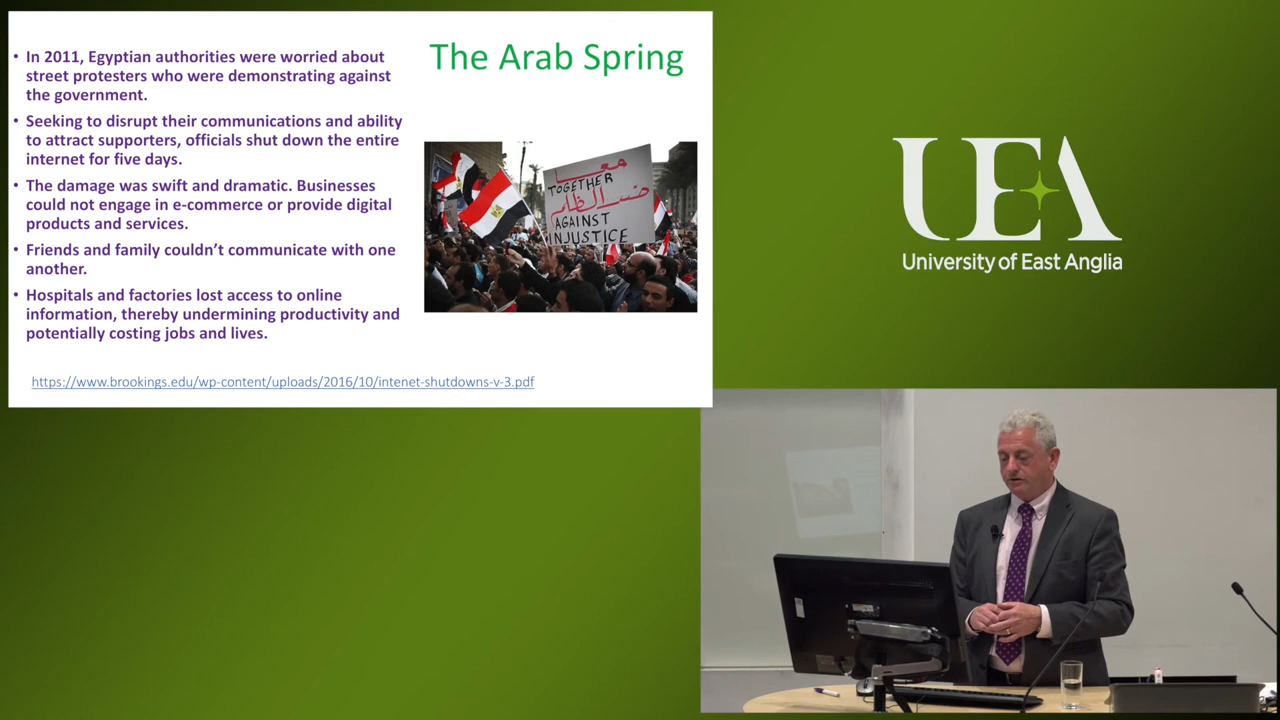 • In 2011, Egyptian authorities were worried about
street protesters who were demonstrating against
the government.
• Seeking to disrupt their communications and ability
to attract supporters, officials shut down the entire
internet for five days.
• The damage was swift and dramatic. Businesses
could not engage in e-commerce or provide digital
products and services.
• Friends and family couldn’t communicate with one
another.
• Hospitals and factories lost access to online
information, thereby undermining productivity and
potentially costing jobs and lives.
https://www.brookings.edu/wp-content/uploads/2016/10/intenet-shutdowns-v-3.pdf
The Arab Spring
معا
TOGETHER
ضد الظلم
AGAINST
INJUSTICE
UEA
University of East Anglia